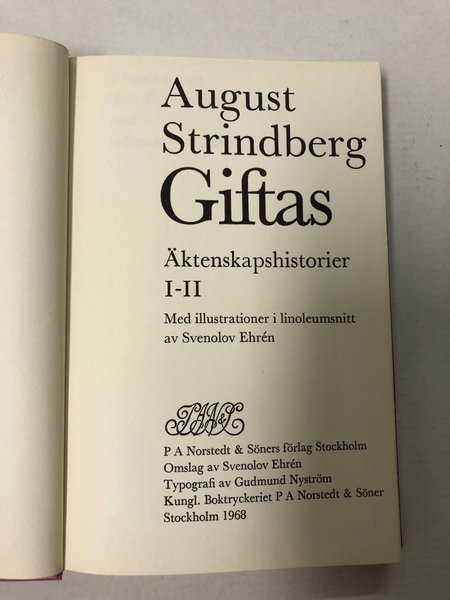 August
Strindberg
Giftas
Äktenskapshistorier
I-II
Med illustrationer i linoleumsnitt
av Svenolov Ehrén
P A Norstedt & Söners förlag Stockholm
Omslag av Svenolov Ehrén
Typografi av Gudmund Nyström
Kungl. Boktryckeriet P A Norstedt & Söner
Stockholm 1968